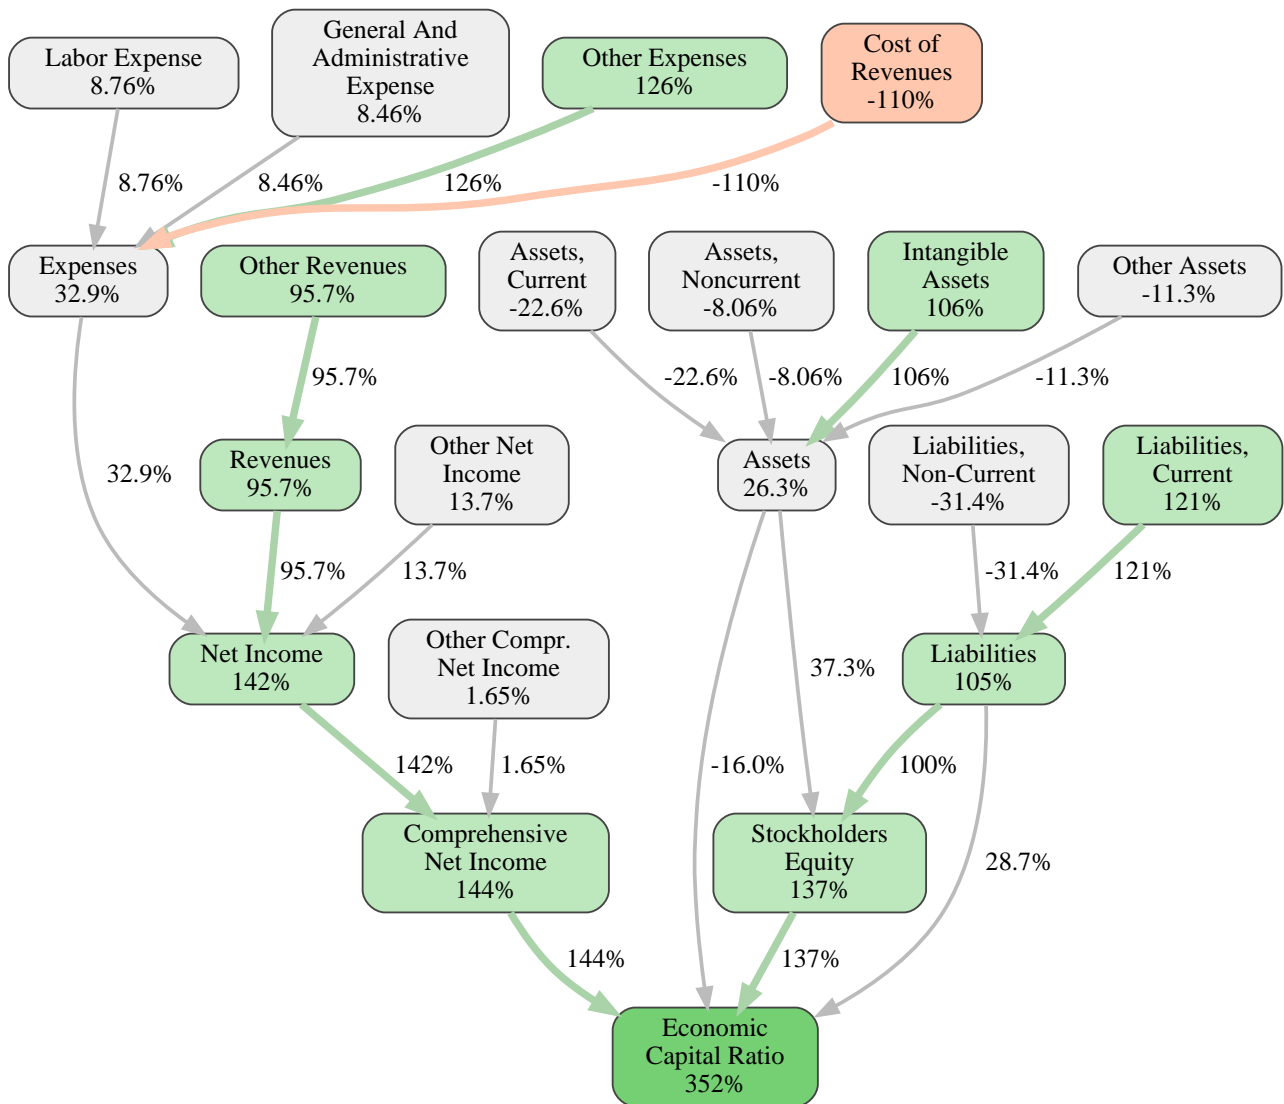 Labor Expense
8.76%
General And
Administrative
Expense
8.46%
Other Expenses
126%
Cost of
Revenues
-110%
8.76%
8.46%
126%
-110%
Expenses
32.9%
Other Revenues
95.7%
Assets,
Current
-22.6%
Assets,
Noncurrent
-8.06%
Intangible
Assets
106%
Other Assets
-11.3%
95.7%
-22.6%
-8.06%
106%
-11.3%
32.9%
Revenues
95.7%
Other Net
Income
13.7%
Assets
26.3%
Liabilities,
Non-Current
-31.4%
Liabilities,
Current
121%
95.7%
13.7%
-31.4%
121%
Net Income
142%
Other Compr.
Net Income
1.65%
37.3%
Liabilities
105%
142%
1.65%
-16.0%
100%
Comprehensive
Net Income
144%
Stockholders
Equity
137%
28.7%
144%
137%
Economic
Capital Ratio
352%